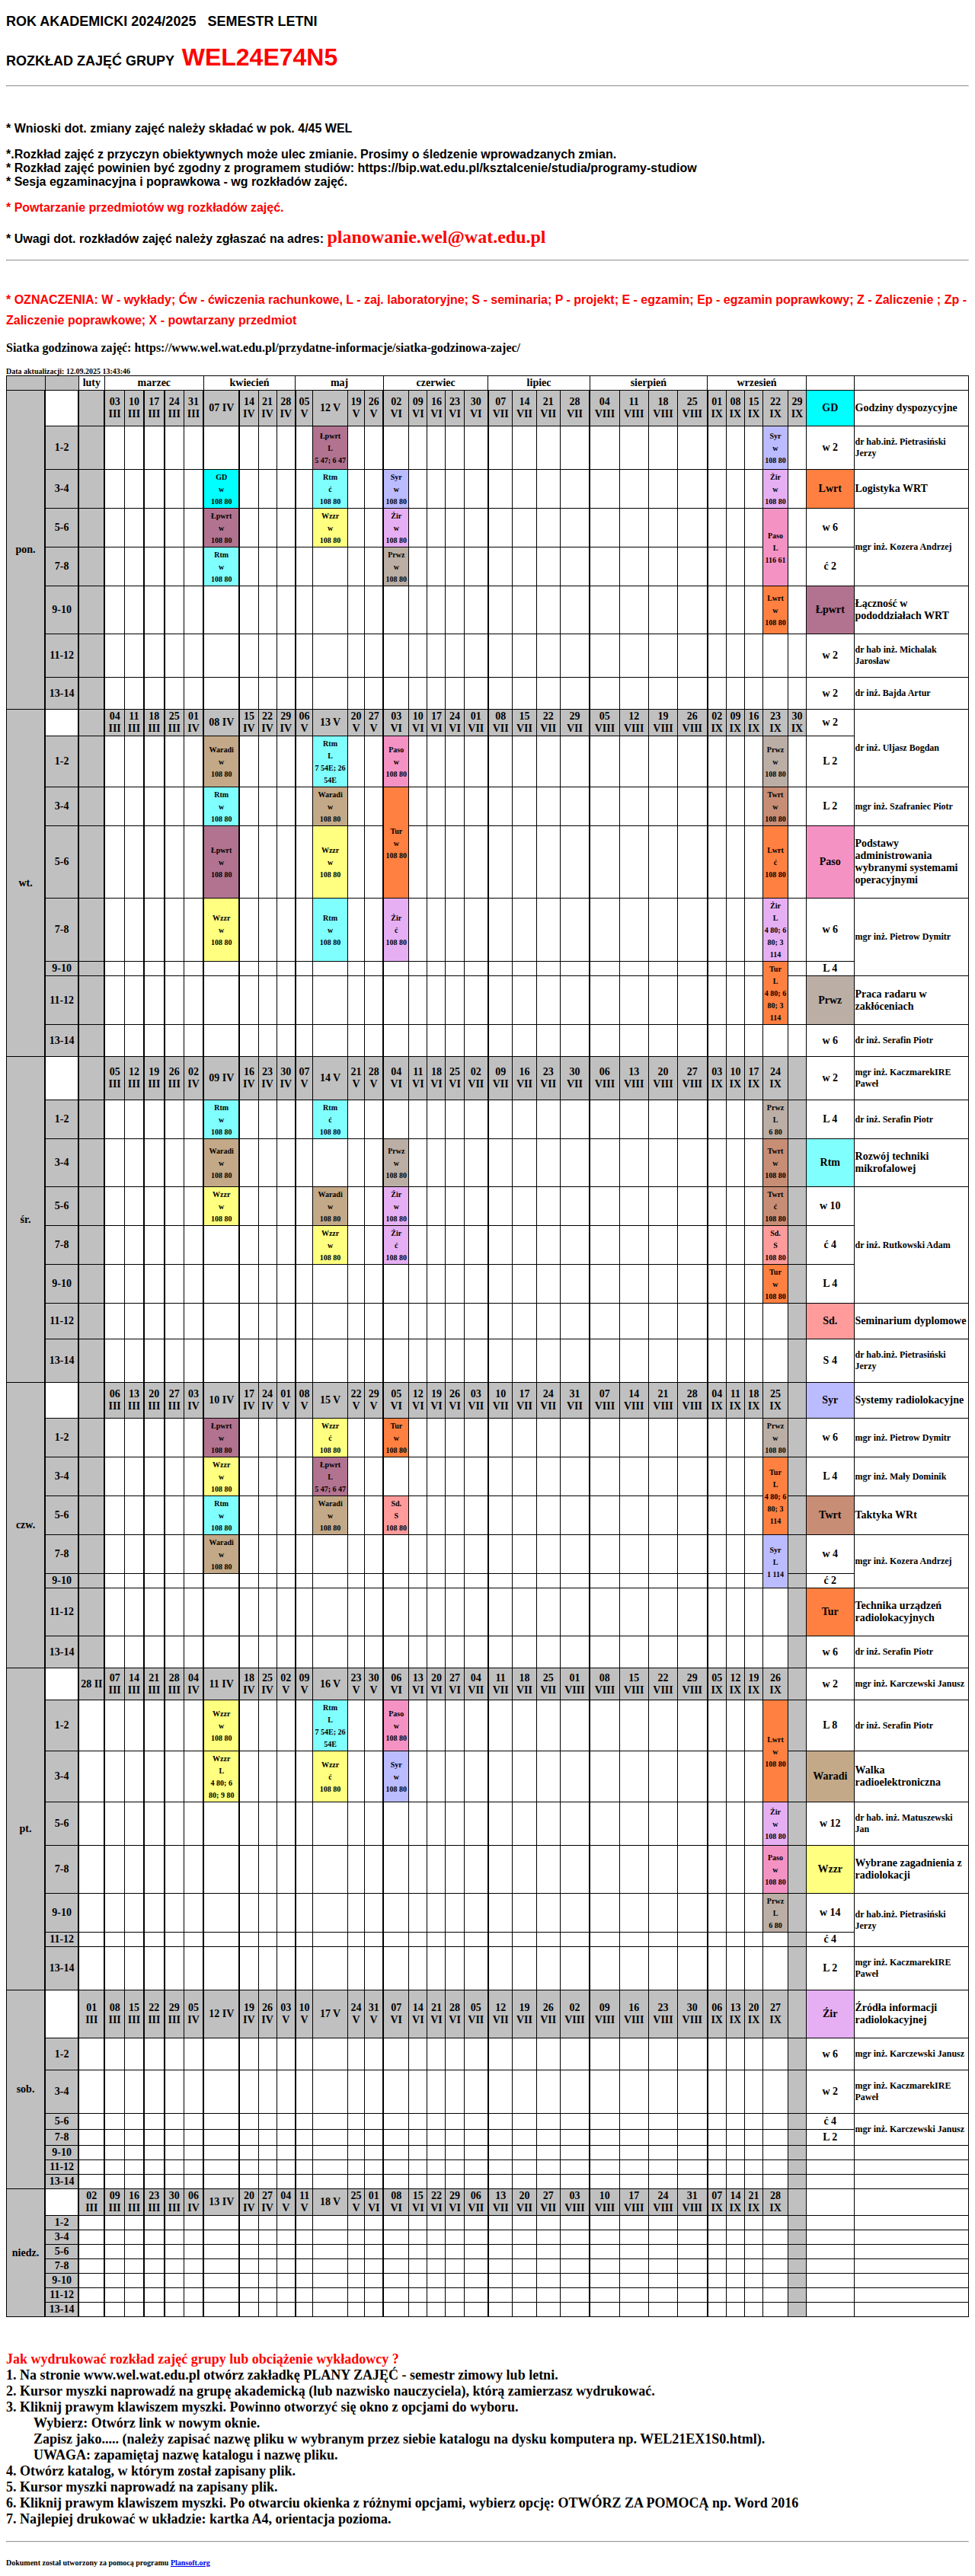 ROK AKADEMICKI 2024/2025 SEMESTR LETNI
ROZKŁAD ZAJĘĆ GRUPY WEL24E74N5
* Wnioski dot. zmiany zajęć należy składać w pok. 4/45 WEL
*.Rozkład zajęć z przyczyn obiektywnych może ulec zmianie. Prosimy o śledzenie wprowadzanych zmian.
* Rozkład zajęć powinien być zgodny z programem studiów: https://bip.wat.edu.pl/ksztalcenie/studia/programy-studiow
* Sesja egzaminacyjna i poprawkowa - wg rozkładów zajęć.
* Powtarzanie przedmiotów wg rozkładów zajęć.
* Uwagi dot. rozkładów zajęć należy zgłaszać na adres: planowanie.wel@wat.edu.pl
* OZNACZENIA: W - wykłady; Ćw - ćwiczenia rachunkowe, L - zaj. laboratoryjne; S - seminaria; P - projekt; E - egzamin; Ep - egzamin poprawkowy; Z - Zaliczenie ; Zp -
Zaliczenie poprawkowe; X - powtarzany przedmiot
Siatka godzinowa zajęć: https://www.wel.wat.edu.pl/przydatne-informacje/siatka-godzinowa-zajec/
Data aktualizacji: 12.09.2025 13:43:46
luty marzec kwiecień maj czerwiec lipiec sierpień wrzesień
pon. 03 III 10 III 17 III 24 III 31 III 07 IV 14 IV 21 IV 28 IV 05 V 12 V 19 V 26 V 02 VI 09 VI 16 VI 23 VI 30 VI 07 VII 14 VII 21 VII 28 VII 04 VIII 11 VIII 18 VIII 25 VIII 01 IX 08 IX 15 IX 22 IX 29 IX GD Godziny dyspozycyjne
1-2 Łpwrt L 5 47; 6 47 Syr w 108 80 w 2 dr hab.inż. Pietrasiński Jerzy
3-4 GD w 108 80 Rtm ć 108 80 Syr w 108 80 Żir w 108 80 Lwrt Logistyka WRT
5-6 Łpwrt w 108 80 Wzzr w 108 80 Żir w 108 80 Paso L 116 61 w 6 mgr inż. Kozera Andrzej
7-8 Rtm w 108 80 Prwz w 108 80 ć 2
9-10 Lwrt w 108 80 Łpwrt Łączność w pododdziałach WRT
11-12 w 2 dr hab inż. Michalak Jarosław
13-14 w 2 dr inż. Bajda Artur
wt. 04 III 11 III 18 III 25 III 01 IV 08 IV 15 IV 22 IV 29 IV 06 V 13 V 20 V 27 V 03 VI 10 VI 17 VI 24 VI 01 VII 08 VII 15 VII 22 VII 29 VII 05 VIII 12 VIII 19 VIII 26 VIII 02 IX 09 IX 16 IX 23 IX 30 IX w 2 dr inż. Uljasz Bogdan
1-2 Waradi w 108 80 Rtm L 7 54E; 26 54E Paso w 108 80 Prwz w 108 80 L 2
3-4 Rtm w 108 80 Waradi w 108 80 Tur w 108 80 Twrt w 108 80 L 2 mgr inż. Szafraniec Piotr
5-6 Łpwrt w 108 80 Wzzr w 108 80 Lwrt ć 108 80 Paso Podstawy administrowania wybranymi systemami operacyjnymi
7-8 Wzzr w 108 80 Rtm w 108 80 Żir ć 108 80 Żir L 4 80; 6 80; 3 114 w 6 mgr inż. Pietrow Dymitr
9-10 Tur L 4 80; 6 80; 3 114 L 4
11-12 Prwz Praca radaru w zakłóceniach
13-14 w 6 dr inż. Serafin Piotr
śr. 05 III 12 III 19 III 26 III 02 IV 09 IV 16 IV 23 IV 30 IV 07 V 14 V 21 V 28 V 04 VI 11 VI 18 VI 25 VI 02 VII 09 VII 16 VII 23 VII 30 VII 06 VIII 13 VIII 20 VIII 27 VIII 03 IX 10 IX 17 IX 24 IX w 2 mgr inż. KaczmarekIRE Paweł
1-2 Rtm w 108 80 Rtm ć 108 80 Prwz L 6 80 L 4 dr inż. Serafin Piotr
3-4 Waradi w 108 80 Prwz w 108 80 Twrt w 108 80 Rtm Rozwój techniki mikrofalowej
5-6 Wzzr w 108 80 Waradi w 108 80 Żir w 108 80 Twrt ć 108 80 w 10 dr inż. Rutkowski Adam
7-8 Wzzr w 108 80 Żir ć 108 80 Sd. S 108 80 ć 4
9-10 Tur w 108 80 L 4
11-12 Sd. Seminarium dyplomowe
13-14 S 4 dr hab.inż. Pietrasiński Jerzy
czw. 06 III 13 III 20 III 27 III 03 IV 10 IV 17 IV 24 IV 01 V 08 V 15 V 22 V 29 V 05 VI 12 VI 19 VI 26 VI 03 VII 10 VII 17 VII 24 VII 31 VII 07 VIII 14 VIII 21 VIII 28 VIII 04 IX 11 IX 18 IX 25 IX Syr Systemy radiolokacyjne
1-2 Łpwrt w 108 80 Wzzr ć 108 80 Tur w 108 80 Prwz w 108 80 w 6 mgr inż. Pietrow Dymitr
3-4 Wzzr w 108 80 Łpwrt L 5 47; 6 47 Tur L 4 80; 6 80; 3 114 L 4 mgr inż. Mały Dominik
5-6 Rtm w 108 80 Waradi w 108 80 Sd. S 108 80 Twrt Taktyka WRt
7-8 Waradi w 108 80 Syr L 1 114 w 4 mgr inż. Kozera Andrzej
9-10 ć 2
11-12 Tur Technika urządzeń radiolokacyjnych
13-14 w 6 dr inż. Serafin Piotr
pt. 28 II 07 III 14 III 21 III 28 III 04 IV 11 IV 18 IV 25 IV 02 V 09 V 16 V 23 V 30 V 06 VI 13 VI 20 VI 27 VI 04 VII 11 VII 18 VII 25 VII 01 VIII 08 VIII 15 VIII 22 VIII 29 VIII 05 IX 12 IX 19 IX 26 IX w 2 mgr inż. Karczewski Janusz
1-2 Wzzr w 108 80 Rtm L 7 54E; 26 54E Paso w 108 80 Lwrt w 108 80 L 8 dr inż. Serafin Piotr
3-4 Wzzr L 4 80; 6 80; 9 80 Wzzr ć 108 80 Syr w 108 80 Waradi Walka radioelektroniczna
5-6 Żir w 108 80 w 12 dr hab. inż. Matuszewski Jan
7-8 Paso w 108 80 Wzzr Wybrane zagadnienia z radiolokacji
9-10 Prwz L 6 80 w 14 dr hab.inż. Pietrasiński Jerzy
11-12 ć 4
13-14 L 2 mgr inż. KaczmarekIRE Paweł
sob. 01 III 08 III 15 III 22 III 29 III 05 IV 12 IV 19 IV 26 IV 03 V 10 V 17 V 24 V 31 V 07 VI 14 VI 21 VI 28 VI 05 VII 12 VII 19 VII 26 VII 02 VIII 09 VIII 16 VIII 23 VIII 30 VIII 06 IX 13 IX 20 IX 27 IX Żir Źródła informacji radiolokacyjnej
1-2 w 6 mgr inż. Karczewski Janusz
3-4 w 2 mgr inż. KaczmarekIRE Paweł
5-6 ć 4 mgr inż. Karczewski Janusz
7-8 L 2
9-10
11-12
13-14
niedz. 02 III 09 III 16 III 23 III 30 III 06 IV 13 IV 20 IV 27 IV 04 V 11 V 18 V 25 V 01 VI 08 VI 15 VI 22 VI 29 VI 06 VII 13 VII 20 VII 27 VII 03 VIII 10 VIII 17 VIII 24 VIII 31 VIII 07 IX 14 IX 21 IX 28 IX
1-2
3-4
5-6
7-8
9-10
11-12
13-14
Jak wydrukować rozkład zajęć grupy lub obciążenie wykładowcy ?
1. Na stronie www.wel.wat.edu.pl otwórz zakładkę PLANY ZAJĘĆ - semestr zimowy lub letni.
2. Kursor myszki naprowadź na grupę akademicką (lub nazwisko nauczyciela), którą zamierzasz wydrukować.
3. Kliknij prawym klawiszem myszki. Powinno otworzyć się okno z opcjami do wyboru.
Wybierz: Otwórz link w nowym oknie.
Zapisz jako..... (należy zapisać nazwę pliku w wybranym przez siebie katalogu na dysku komputera np. WEL21EX1S0.html).
UWAGA: zapamiętaj nazwę katalogu i nazwę pliku.
4. Otwórz katalog, w którym został zapisany plik.
5. Kursor myszki naprowadź na zapisany plik.
6. Kliknij prawym klawiszem myszki. Po otwarciu okienka z różnymi opcjami, wybierz opcję: OTWÓRZ ZA POMOCĄ np. Word 2016
7. Najlepiej drukować w układzie: kartka A4, orientacja pozioma.
Dokument został utworzony za pomocą programu Plansoft.org